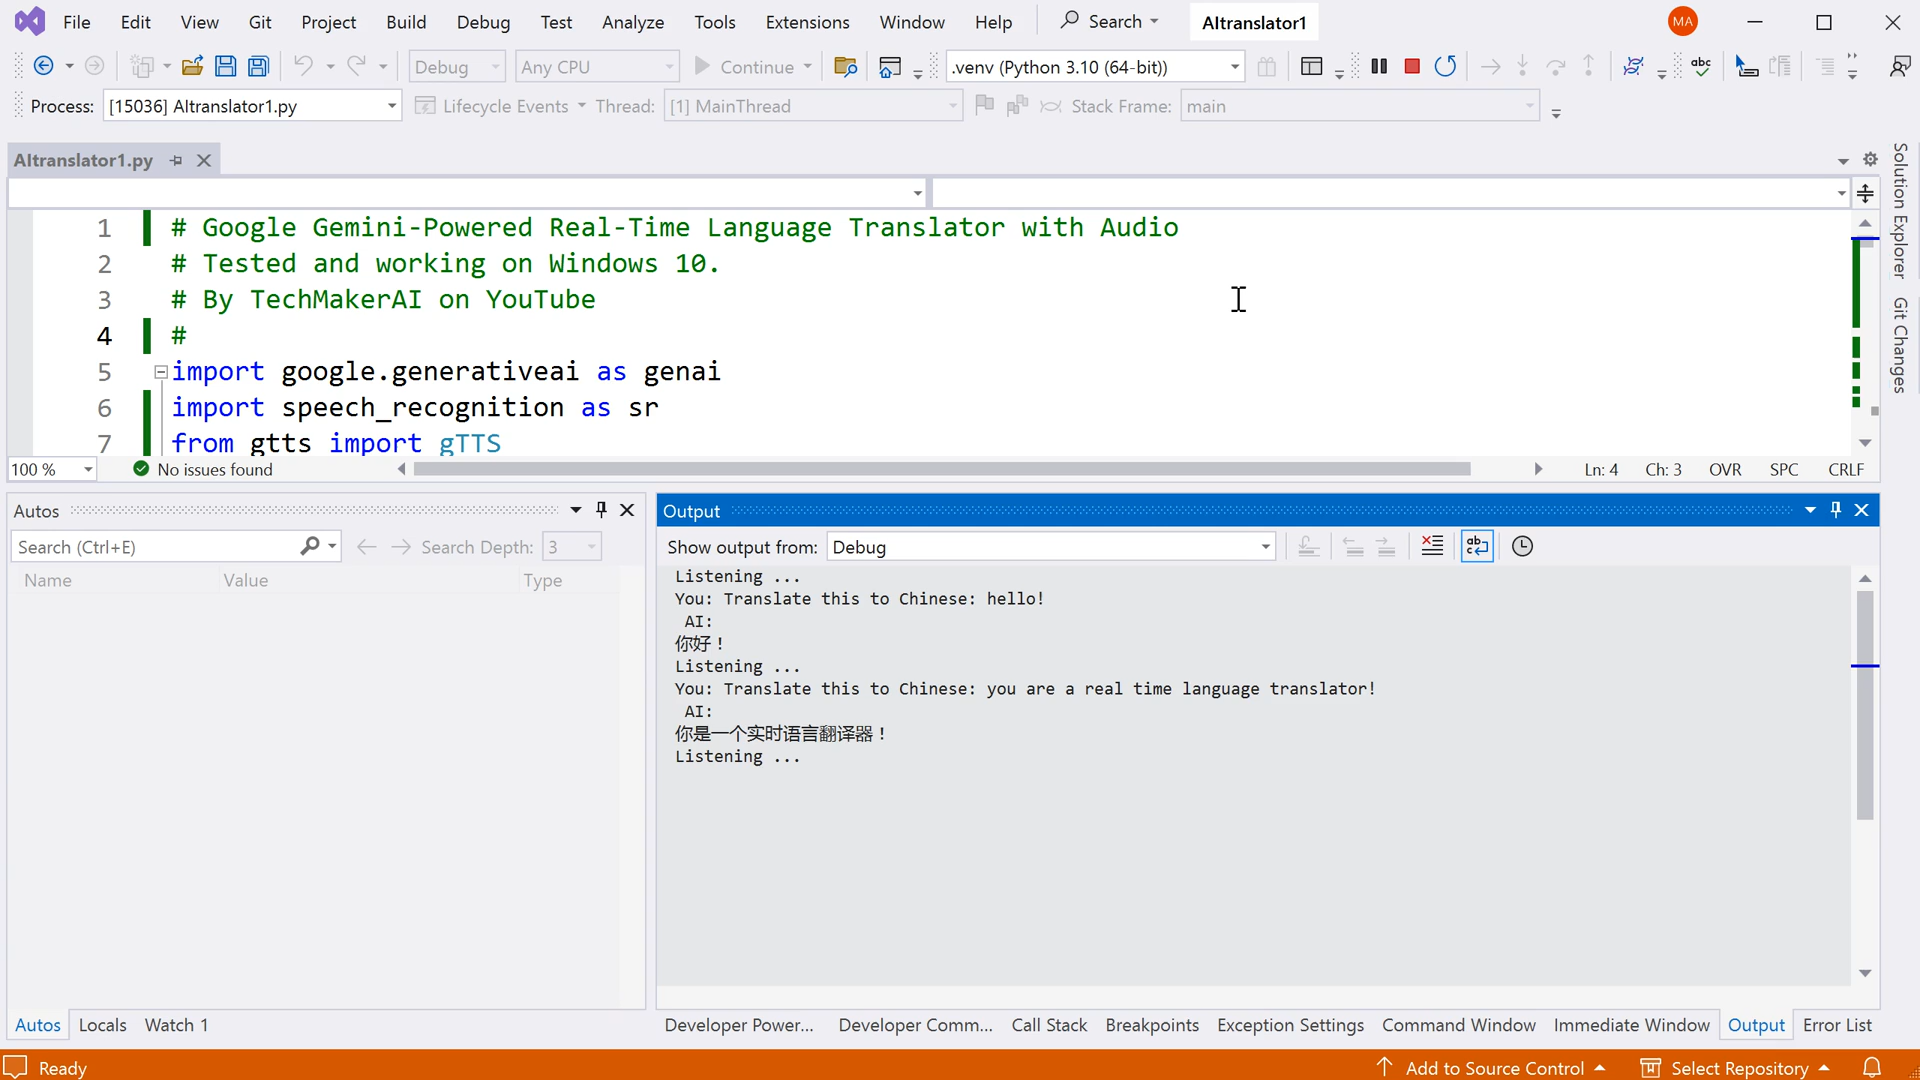 File Edit View Git Project Build Debug Test Analyze Tools Extensions Window Help Search AItranslator1 MA
Debug Any CPU Continue .venv (Python 3.10 (64-bit)) abc
Process: [15036] AItranslator1.py Lifecycle Events Thread: [1] MainThread Stack Frame: main
AItranslator1.py
1 # Google Gemini-Powered Real-Time Language Translator with Audio
2 # Tested and working on Windows 10.
3 # By TechMakerAI on YouTube
4 #
5 import google.generativeai as genai
6 import speech_recognition as sr
7 from gtts import gTTS
100 % No issues found Ln: 4 Ch: 3 OVR SPC CRLF
Solution Explorer
Git Changes
Autos
Search (Ctrl+E) Search Depth: 3
Name Value Type
Autos Locals Watch 1
Output
Show output from: Debug
Listening ...
You: Translate this to Chinese: hello!
AI:
你好！
Listening ...
You: Translate this to Chinese: you are a real time language translator!
AI:
你是一个实时语言翻译器！
Listening ...
Developer Power... Developer Comm... Call Stack Breakpoints Exception Settings Command Window Immediate Window Output Error List
Ready Add to Source Control Select Repository